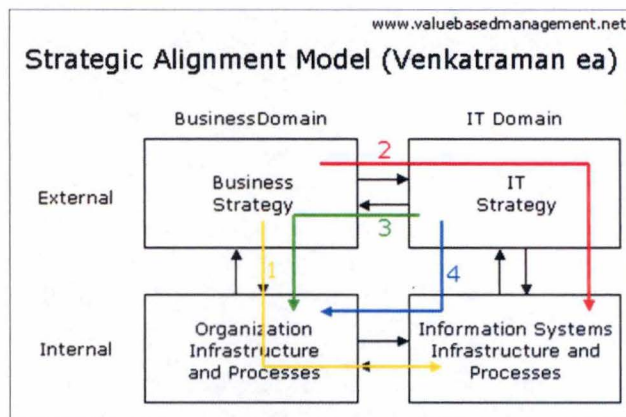 www.valuebasedmanagement.net
Strategic Alignment Model (Venkatraman ea)
BusinessDomain
IT Domain
2
External
Business
Strategy
IT
Strategy
3
1
4
Internal
Organization
Infrastructure
and Processes
Information Systems
Infrastructure and
Processes